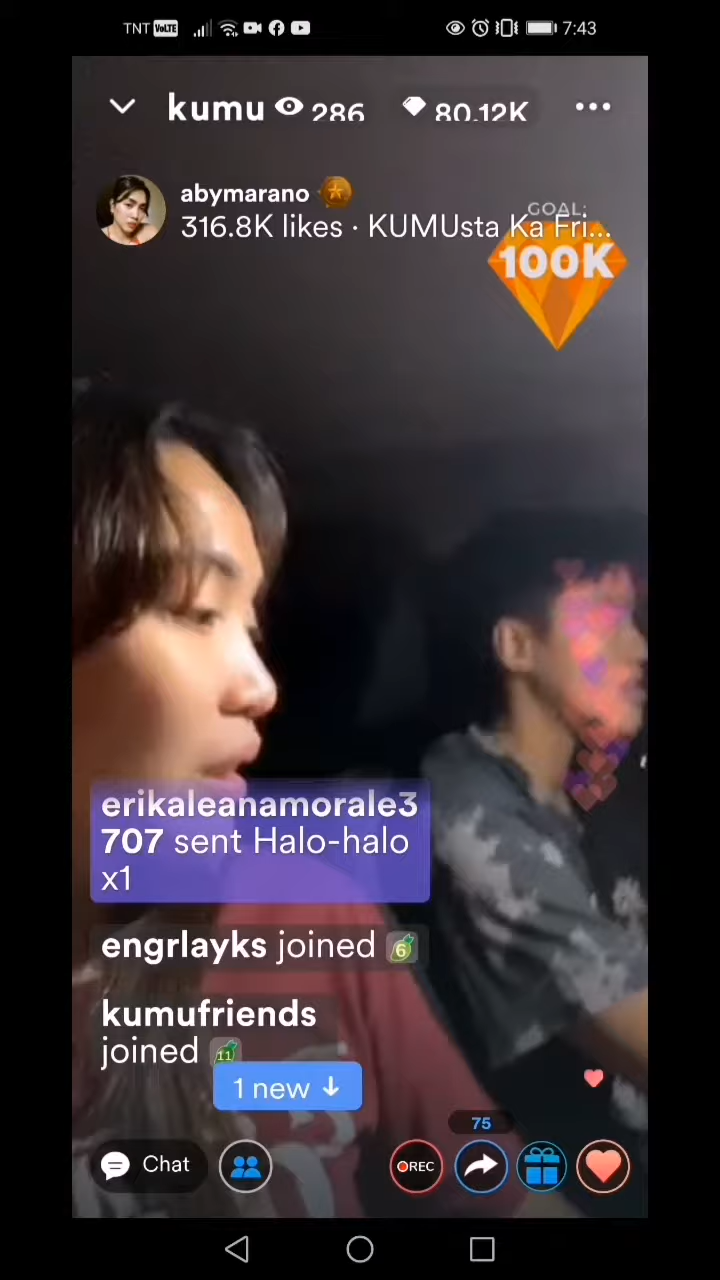 TNT VoLTE 7:43
kumu 286 80.12K
abymarano
316.8K likes · KUMUsta Ka Fri...
GOAL:
100K
erikaleanamorale3
707 sent Halo-halo
x1
engrlayks joined 6
kumufriends
joined 11
1 new
75
Chat REC